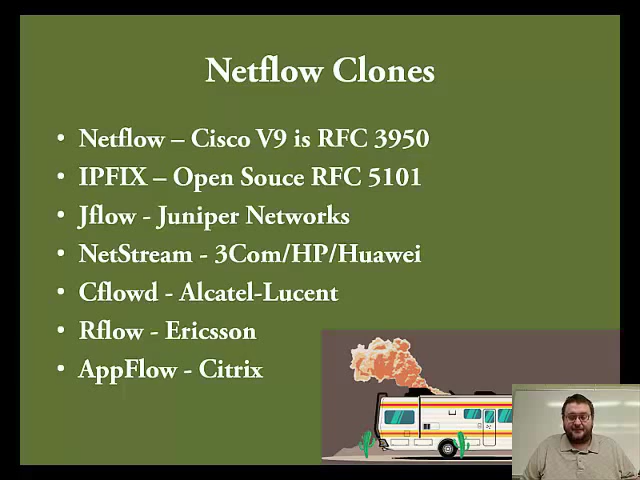 Netflow Clones
• Netflow – Cisco V9 is RFC 3950
• IPFIX – Open Souce RFC 5101
• Jflow - Juniper Networks
• NetStream - 3Com/HP/Huawei
• Cflowd - Alcatel-Lucent
• Rflow - Ericsson
• AppFlow - Citrix